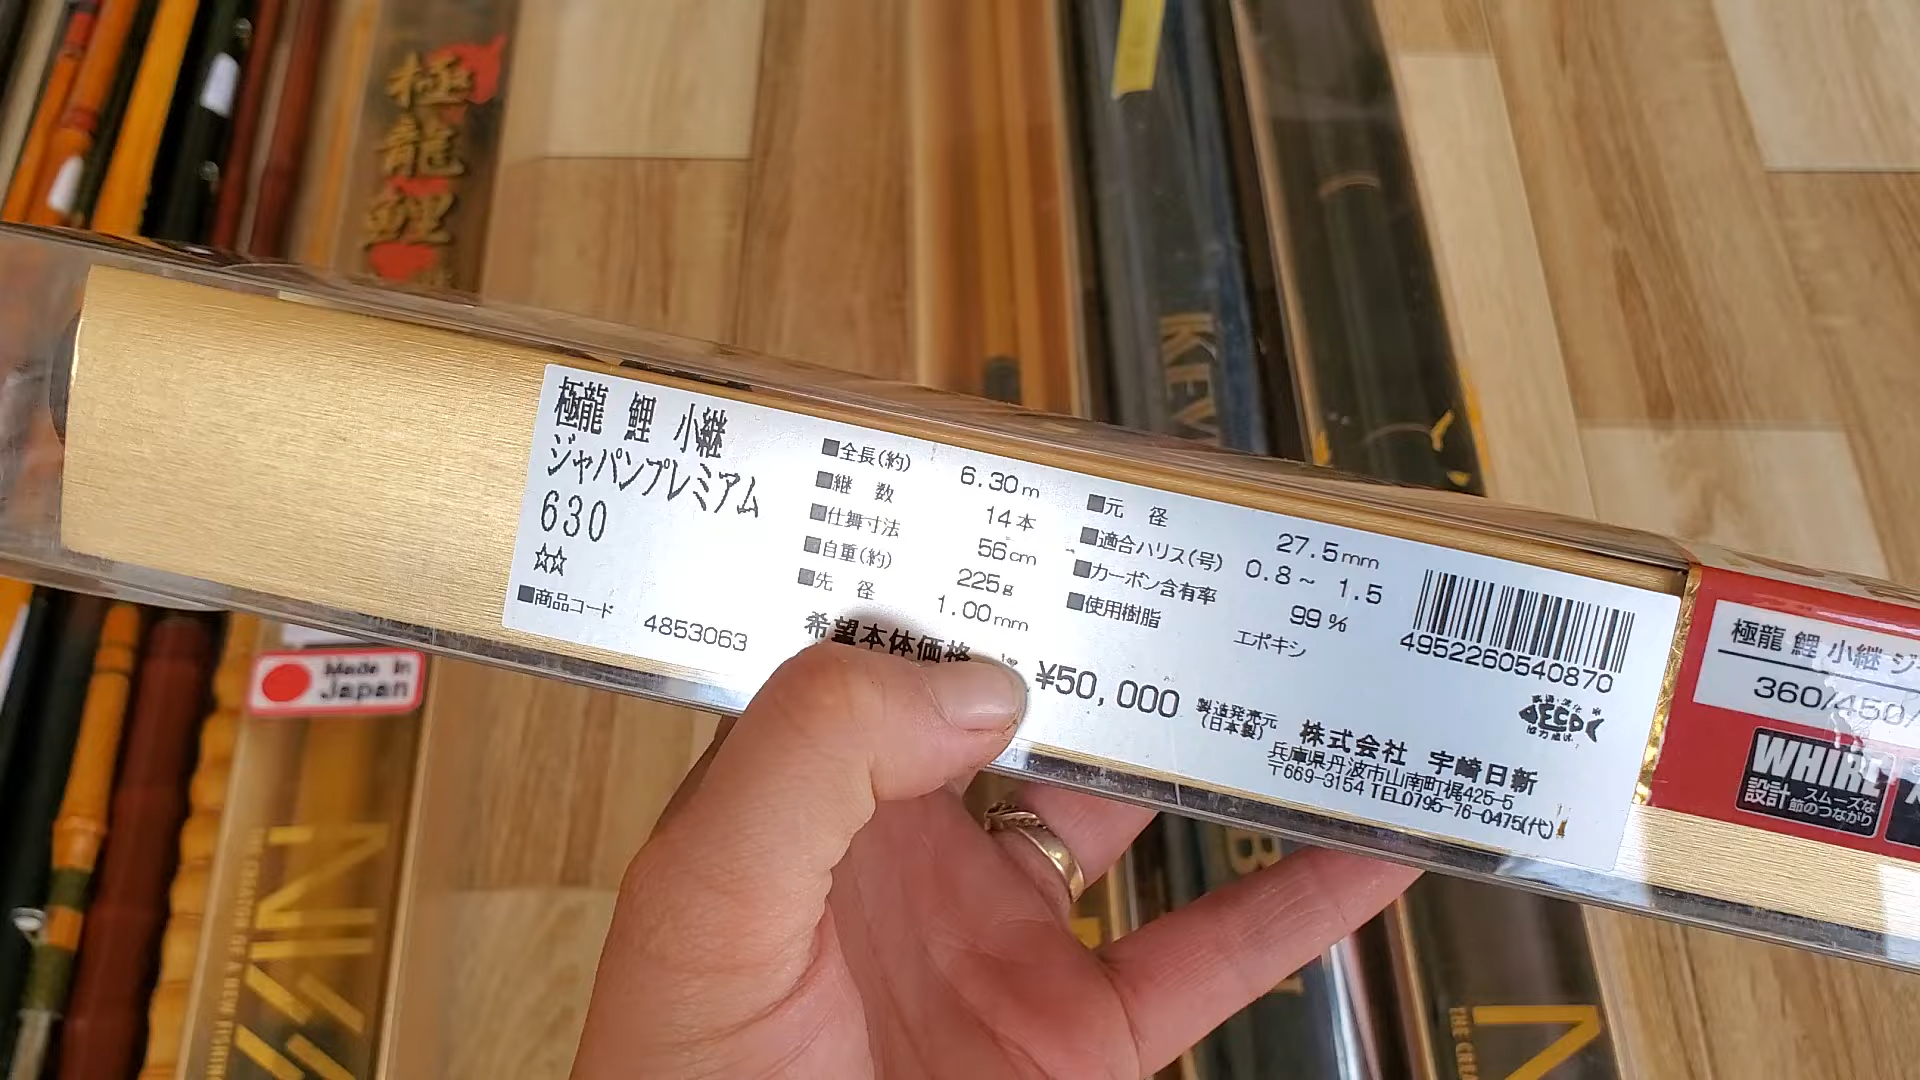 極龍鯉
KEV
極龍 鯉 小継
ジャパンプレミアム
630
☆☆
■商品コード 4853063
■全長(約) 6.30m
■継 数 14本
■仕舞寸法 56cm
■自重(約) 225g
■先 径 1.00mm
■元 径 27.5mm
■適合ハリス(号) 0.8~ 1.5
■カーボン含有率 99%
■使用樹脂 エポキシ
希望本体価格 ¥50,000
4952260540870
製造発売元
(日本製)
株式会社 宇崎日新
兵庫県丹波市山南町梶425-5
〒669-3154 TEL0795-76-0475(代)
極龍 鯉 小継
360/450/
WHIRL
設計 スムーズな
節のつながり
Made in
Japan